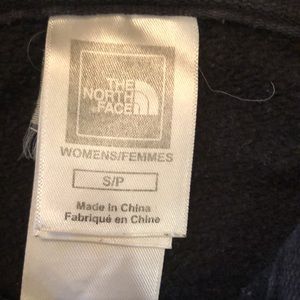 THE
NORTH
FACE
WOMENS/FEMMES
S/P
Made in China
Fabriqué en Chine